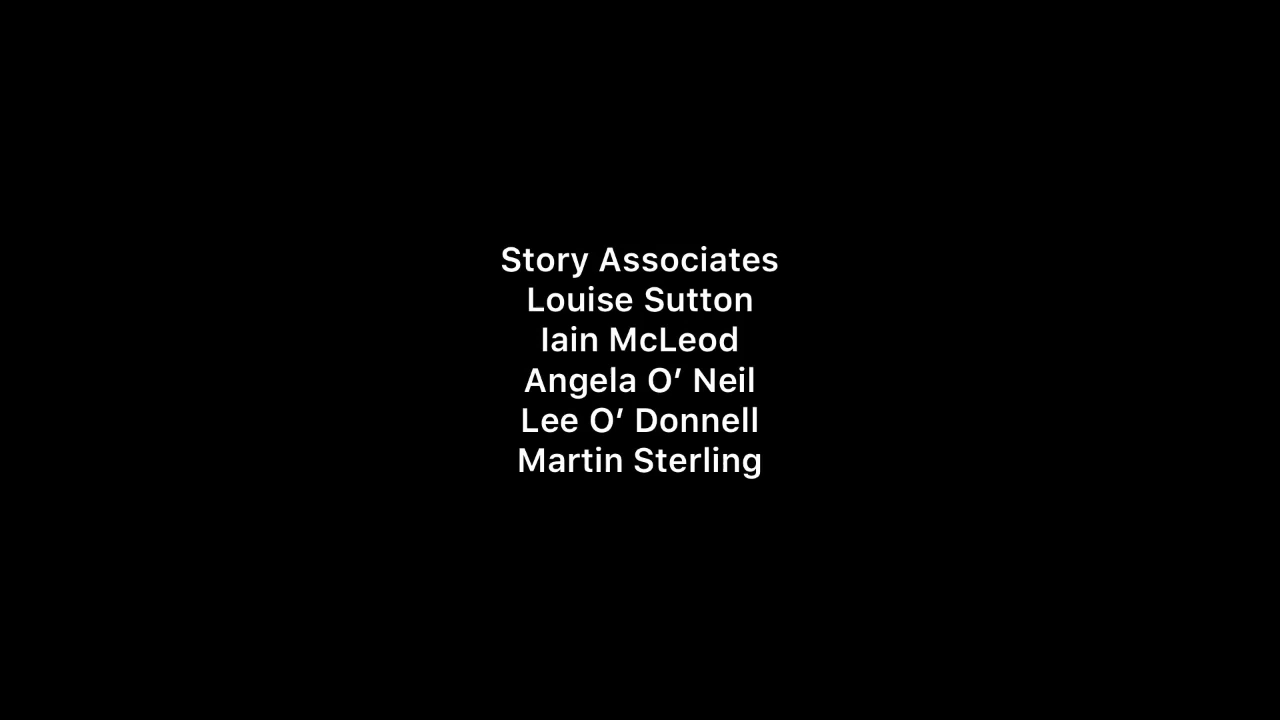 Story Associates
Louise Sutton
Iain McLeod
Angela O’ Neil
Lee O’ Donnell
Martin Sterling